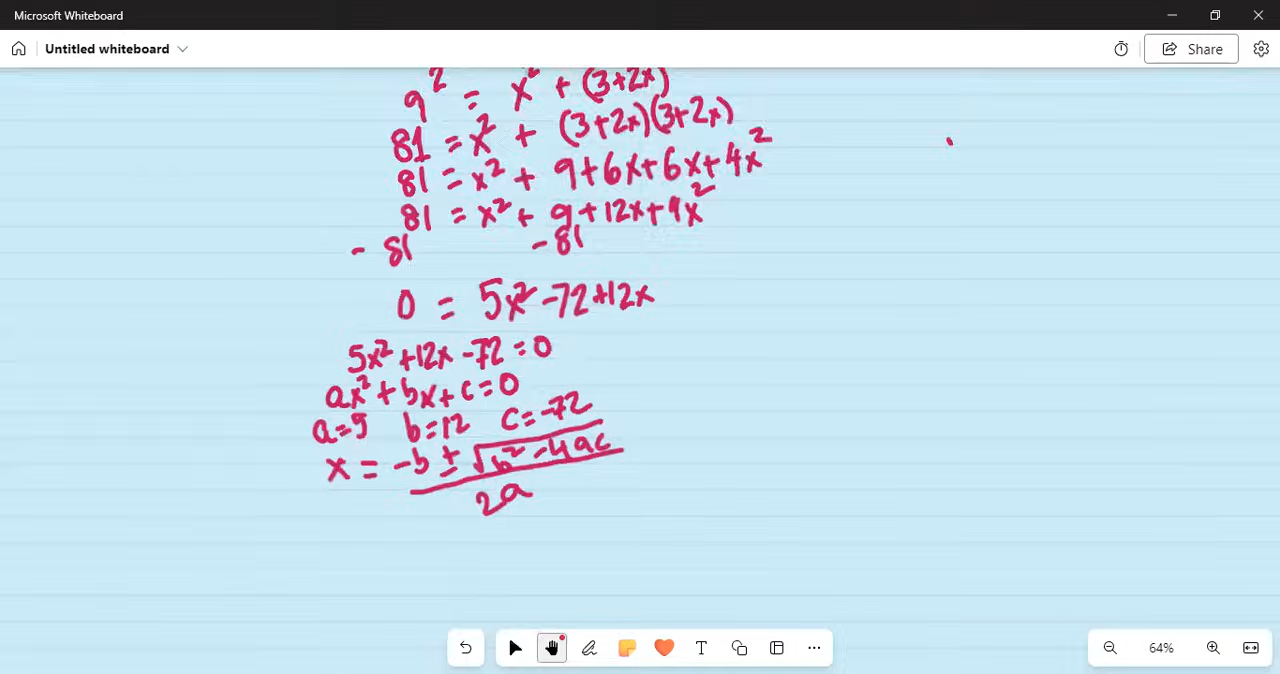 Microsoft Whiteboard
Untitled whiteboard
Share
9² = x² + (3+2x)
81 = x² + (3+2x)(3+2x)
81 = x² + 9+6x+6x+4x²
81 = x² + 9+12x+4x²
- 81 -81
0 = 5x²-72+12x
5x²+12x-72=0
ax²+bx+c=0
a=9 b=12 c=-72
x = -b ± √b²-4ac
2a
64%